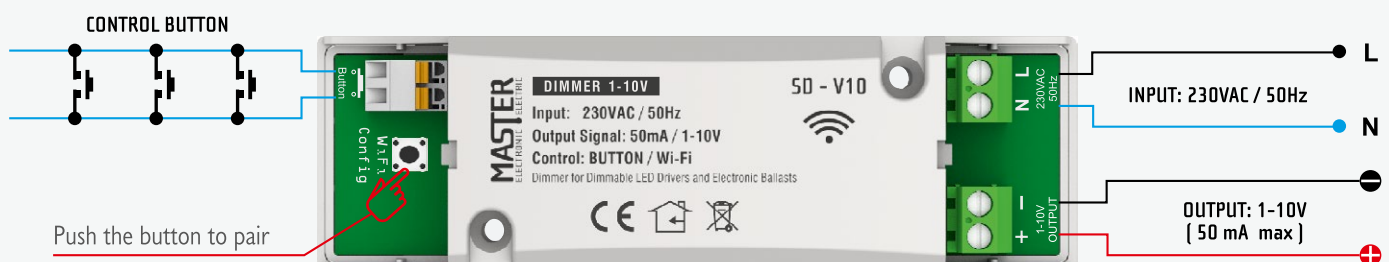 CONTROL BUTTON
Button
WiFi
Config
Push the button to pair
MASTER
ELECTRONIC ELECTRIC
DIMMER 1-10V
SD - V10
Input: 230VAC / 50Hz
Output Signal: 50mA / 1-10V
Control: BUTTON / Wi-Fi
Dimmer for Dimmable LED Drivers and Electronic Ballasts
CE
L
N
230VAC
50Hz
-
+
1-10V
OUTPUT
L
INPUT: 230VAC / 50Hz
N
-
OUTPUT: 1-10V
( 50 mA max )
+